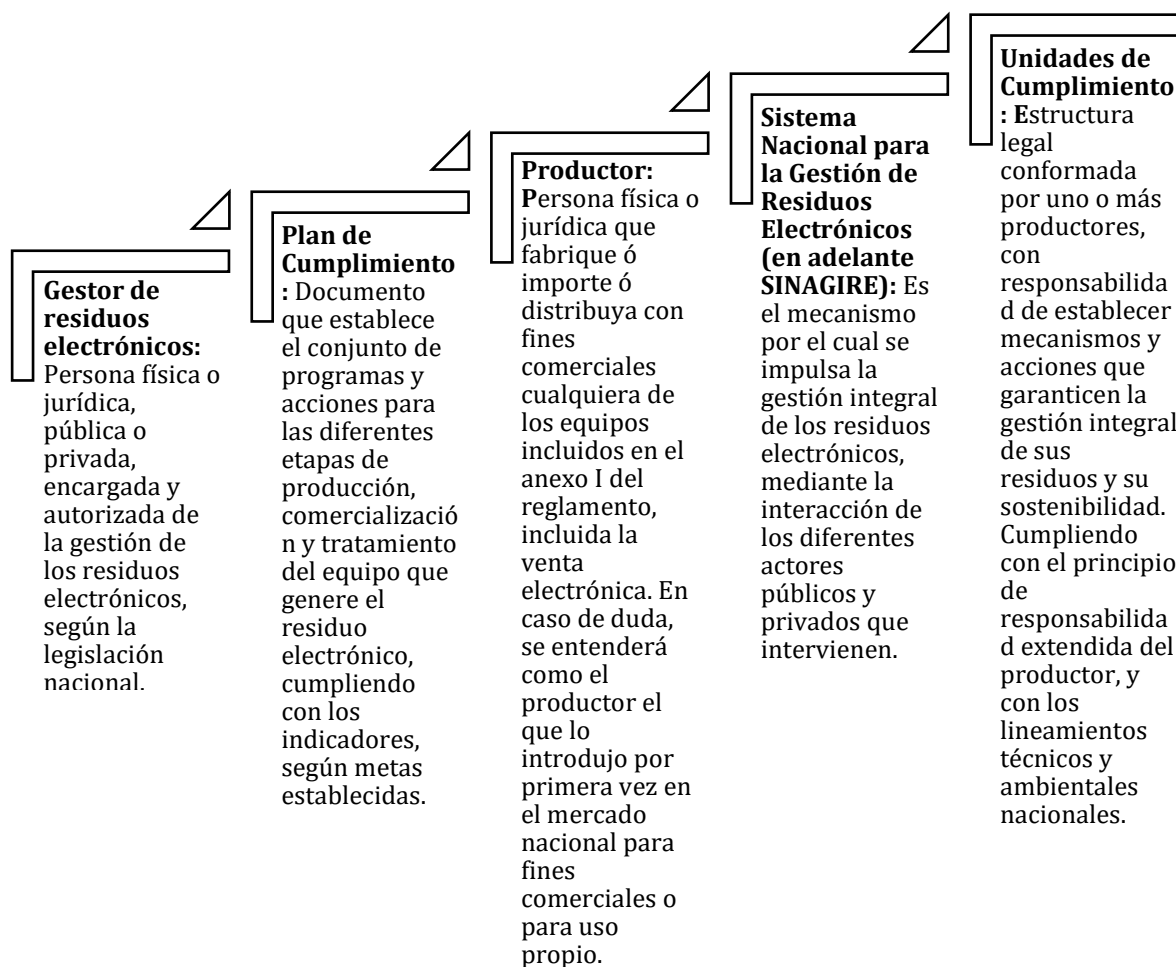 Gestor de
residuos
electrónicos:
Persona física o
jurídica,
pública o
privada,
encargada y
autorizada de
la gestión de
los residuos
electrónicos,
según la
legislación
nacional.
Plan de
Cumplimiento
: Documento
que establece
el conjunto de
programas y
acciones para
las diferentes
etapas de
producción,
comercializació
n y tratamiento
del equipo que
genere el
residuo
electrónico,
cumpliendo
con los
indicadores,
según metas
establecidas.
Productor:
Persona física o
jurídica que
fabrique ó
importe ó
distribuya con
fines
comerciales
cualquiera de
los equipos
incluidos en el
anexo I del
reglamento,
incluida la
venta
electrónica. En
caso de duda,
se entenderá
como el
productor el
que lo
introdujo por
primera vez en
el mercado
nacional para
fines
comerciales o
para uso
propio.
Sistema
Nacional para
la Gestión de
Residuos
Electrónicos
(en adelante
SINAGIRE): Es
el mecanismo
por el cual se
impulsa la
gestión integral
de los residuos
electrónicos,
mediante la
interacción de
los diferentes
actores
públicos y
privados que
intervienen.
Unidades de
Cumplimiento
: Estructura
legal
conformada
por uno o más
productores,
con
responsabilida
d de establecer
mecanismos y
acciones que
garanticen la
gestión integral
de sus
residuos y su
sostenibilidad.
Cumpliendo
con el principio
de
responsabilida
d extendida del
productor, y
con los
lineamientos
técnicos y
ambientales
nacionales.